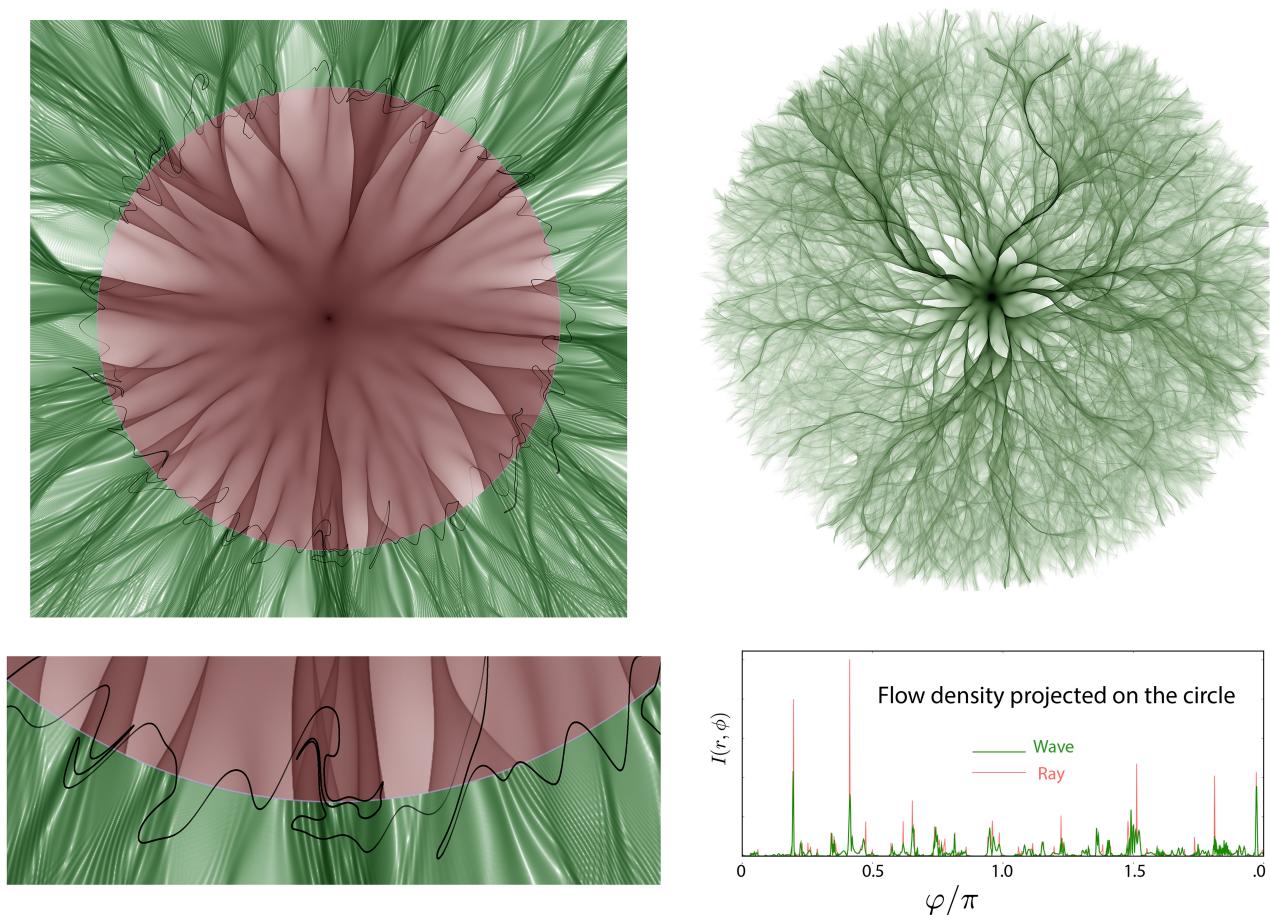 Flow density projected on the circle
I(r, ϕ)
Wave
Ray
0 0.5 1.0 1.5 .0
φ/π